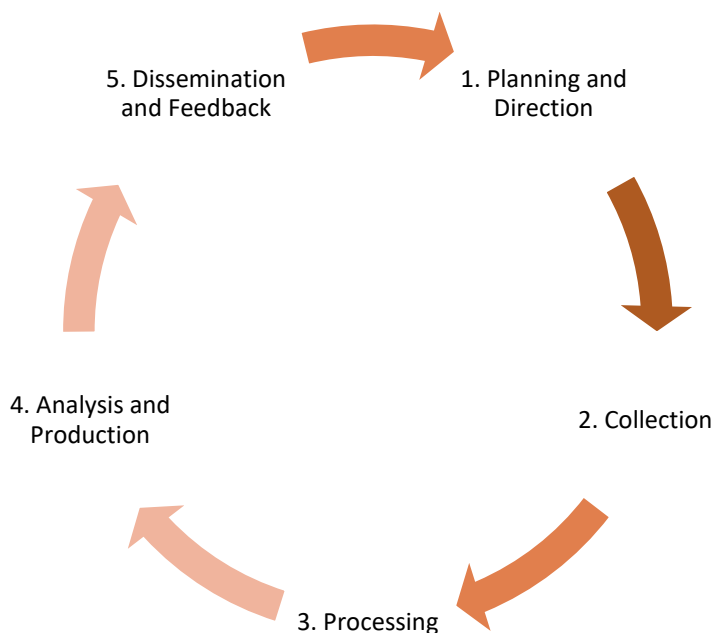 1. Planning and
Direction
2. Collection
3. Processing
4. Analysis and
Production
5. Dissemination
and Feedback